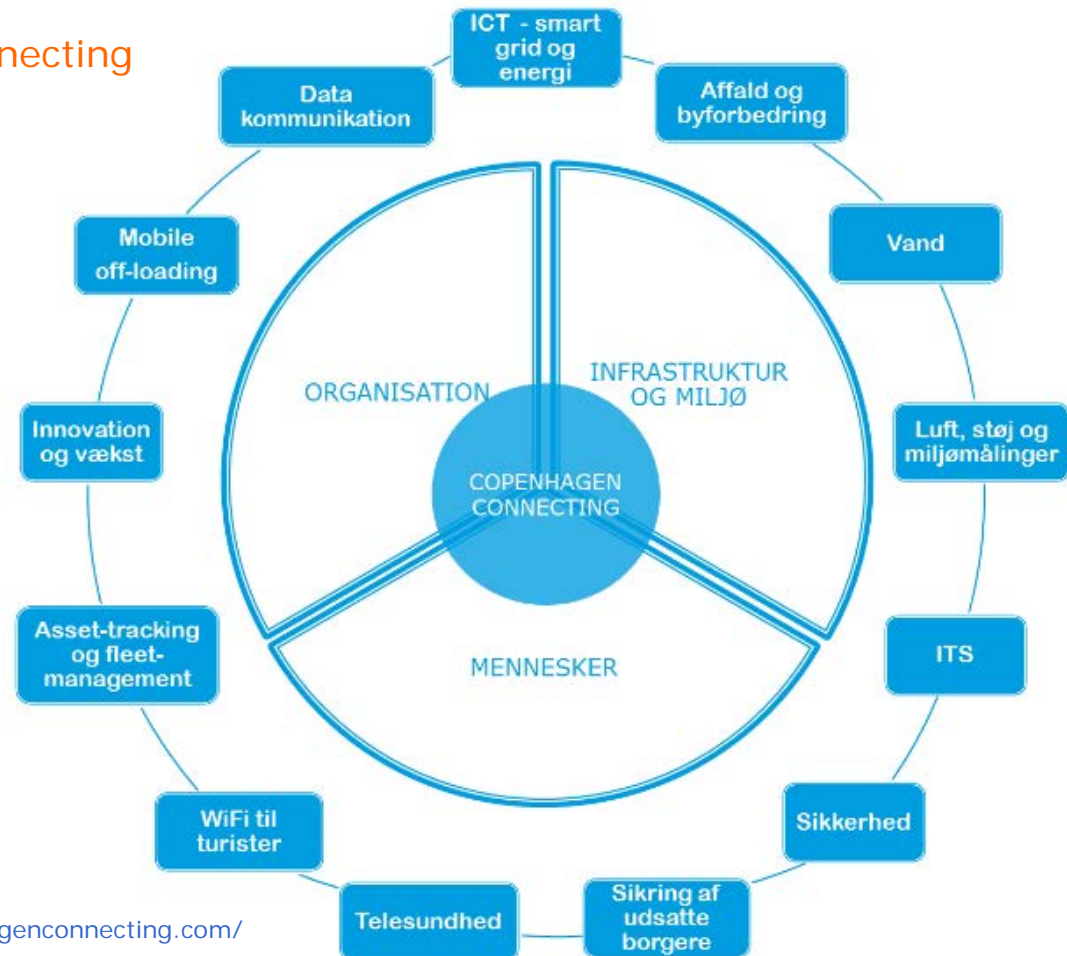 necting
ICT - smart
grid og
energi
Affald og
byforbedring
Vand
Luft, støj og
miljømålinger
ITS
Sikkerhed
Sikring af
udsatte
borgere
Telesundhed
WiFi til
turister
Asset-tracking
og fleet-
management
Innovation
og vækst
Mobile
off-loading
Data
kommunikation
ORGANISATION
INFRASTRUKTUR
OG MILJØ
COPENHAGEN
CONNECTING
MENNESKER
genconnecting.com/